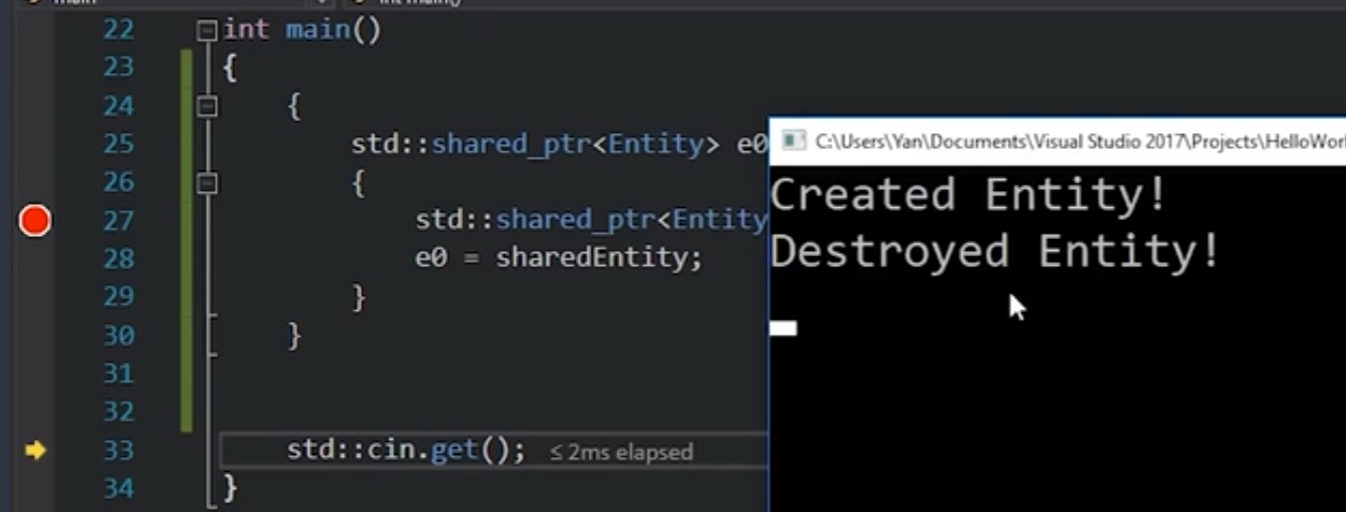 22 int main()
23 {
24 {
25 std::shared_ptr<Entity> e0
26 {
27 std::shared_ptr<Entity
28 e0 = sharedEntity;
29 }
30 }
31
32
33 std::cin.get(); ≤ 2ms elapsed
34 }
C:\Users\Yan\Documents\Visual Studio 2017\Projects\HelloWor
Created Entity!
Destroyed Entity!